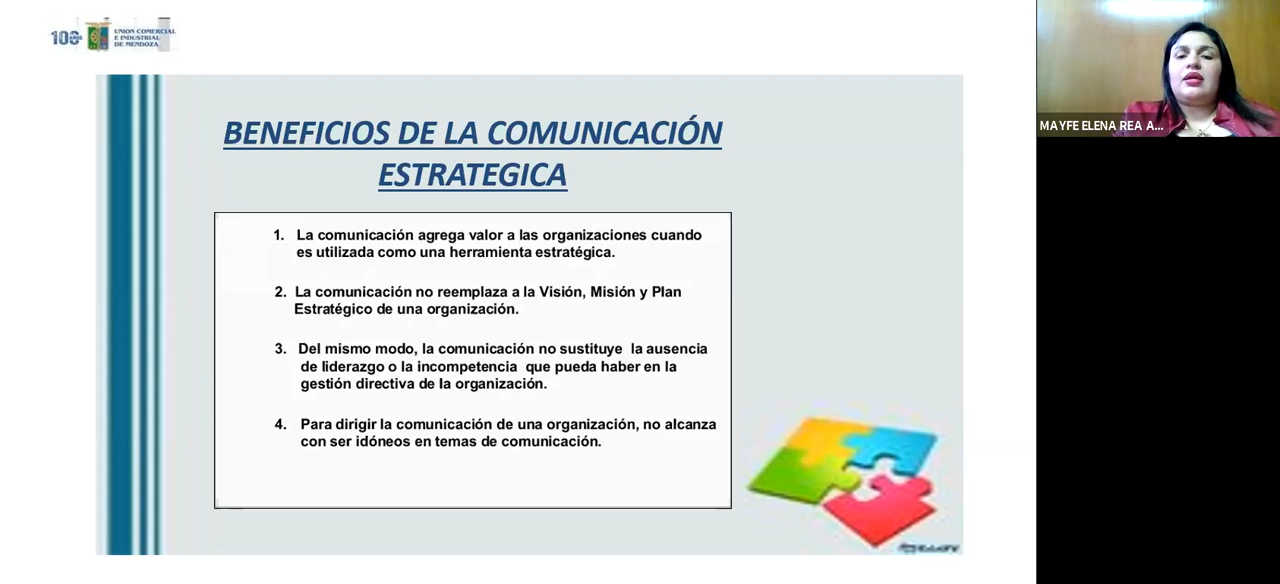 100 AÑOS
UNION COMERCIAL
E INDUSTRIAL
DE MENDOZA
MAYFE ELENA REA A...
BENEFICIOS DE LA COMUNICACIÓN
ESTRATEGICA
1. La comunicación agrega valor a las organizaciones cuando
es utilizada como una herramienta estratégica.
2. La comunicación no reemplaza a la Visión, Misión y Plan
Estratégico de una organización.
3. Del mismo modo, la comunicación no sustituye la ausencia
de liderazgo o la incompetencia que pueda haber en la
gestión directiva de la organización.
4. Para dirigir la comunicación de una organización, no alcanza
con ser idóneos en temas de comunicación.